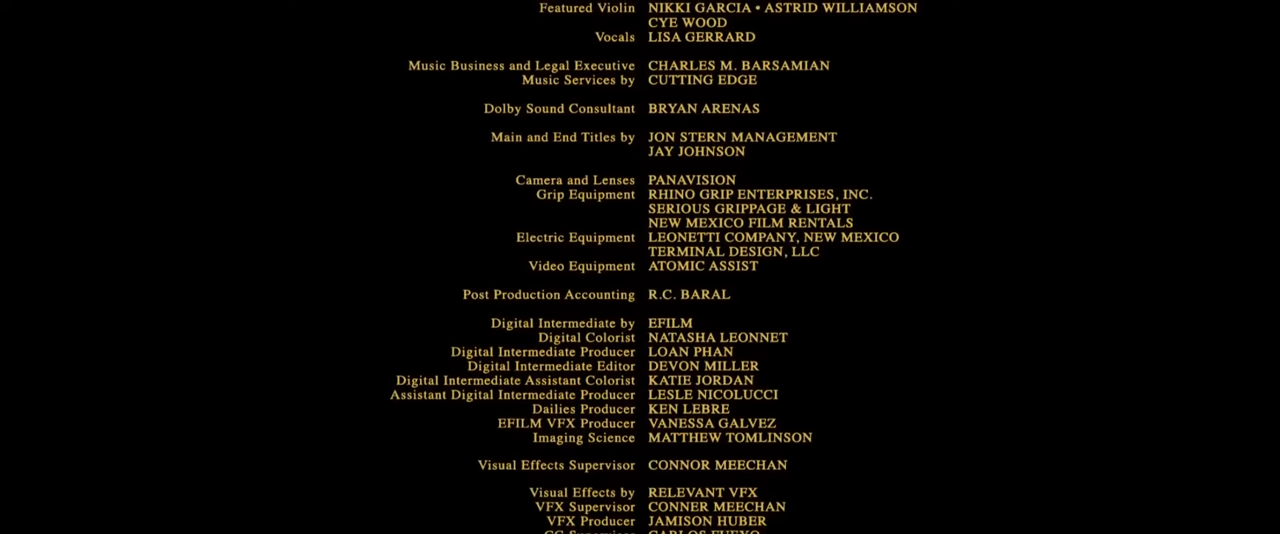 Featured Violin NIKKI GARCIA • ASTRID WILLIAMSON
CYE WOOD
Vocals LISA GERRARD
Music Business and Legal Executive CHARLES M. BARSAMIAN
Music Services by CUTTING EDGE
Dolby Sound Consultant BRYAN ARENAS
Main and End Titles by JON STERN MANAGEMENT
JAY JOHNSON
Camera and Lenses PANAVISION
Grip Equipment RHINO GRIP ENTERPRISES, INC.
SERIOUS GRIPPAGE & LIGHT
NEW MEXICO FILM RENTALS
Electric Equipment LEONETTI COMPANY, NEW MEXICO
TERMINAL DESIGN, LLC
Video Equipment ATOMIC ASSIST
Post Production Accounting R.C. BARAL
Digital Intermediate by EFILM
Digital Colorist NATASHA LEONNET
Digital Intermediate Producer LOAN PHAN
Digital Intermediate Editor DEVON MILLER
Digital Intermediate Assistant Colorist KATIE JORDAN
Assistant Digital Intermediate Producer LESLE NICOLUCCI
Dailies Producer KEN LEBRE
EFILM VFX Producer VANESSA GALVEZ
Imaging Science MATTHEW TOMLINSON
Visual Effects Supervisor CONNOR MEECHAN
Visual Effects by RELEVANT VFX
VFX Supervisor CONNER MEECHAN
VFX Producer JAMISON HUBER